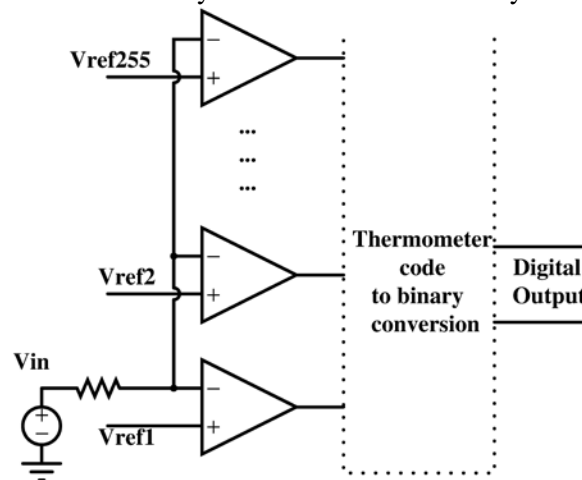 Vref255
−
+
...
...
...
Thermometer
code
to binary
conversion
Digital
Output
Vref2
−
+
Vin
+
−
−
+
Vref1